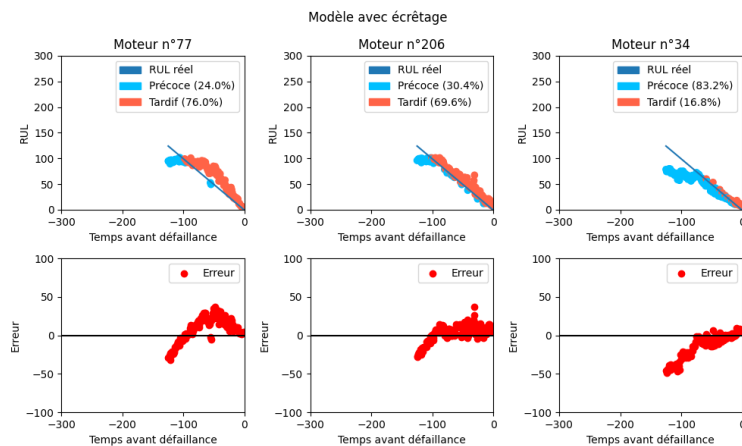 Modèle avec écrêtage
Moteur n°77
Moteur n°206
Moteur n°34
300
250
200
150
100
50
0
RUL
RUL réel
Précoce (24.0%)
Tardif (76.0%)
−300
−200
−100
0
Temps avant défaillance
300
250
200
150
100
50
0
RUL
RUL réel
Précoce (30.4%)
Tardif (69.6%)
−300
−200
−100
0
Temps avant défaillance
300
250
200
150
100
50
0
RUL
RUL réel
Précoce (83.2%)
Tardif (16.8%)
−300
−200
−100
0
Temps avant défaillance
100
50
0
−50
−100
Erreur
Erreur
−300
−200
−100
0
Temps avant défaillance
100
50
0
−50
−100
Erreur
Erreur
−300
−200
−100
0
Temps avant défaillance
100
50
0
−50
−100
Erreur
Erreur
−300
−200
−100
0
Temps avant défaillance